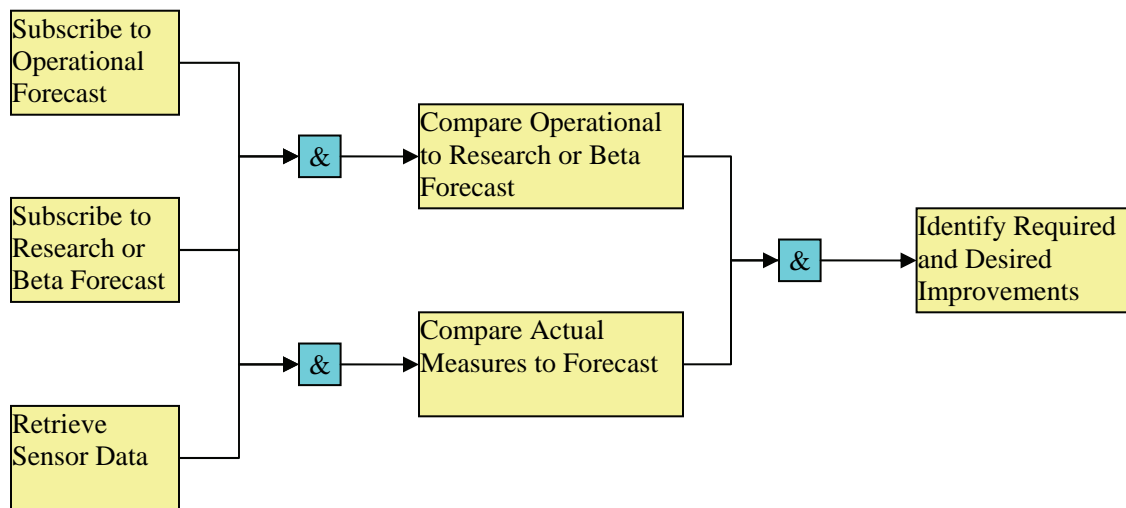 Subscribe to
Operational
Forecast
Subscribe to
Research or
Beta Forecast
Retrieve
Sensor Data
&
&
Compare Operational
to Research or Beta
Forecast
Compare Actual
Measures to Forecast
&
Identify Required
and Desired
Improvements